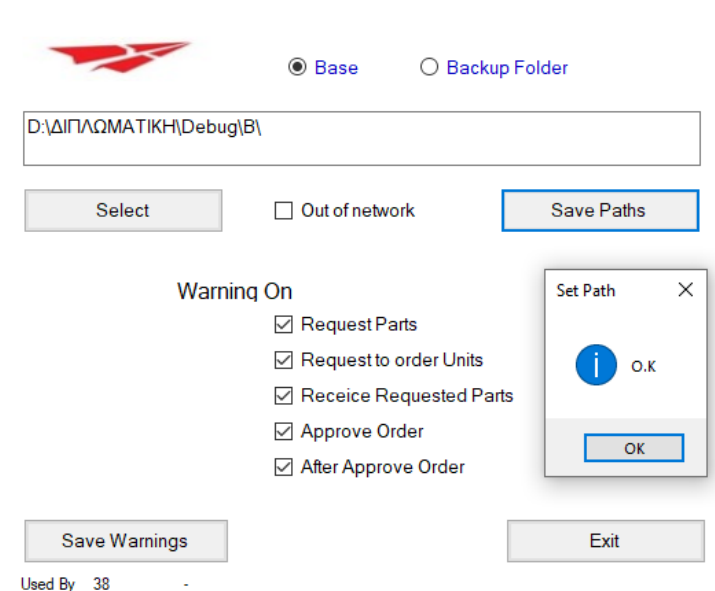 Base Backup Folder
D:\ΔΙΠΛΩΜΑΤΙΚΗ\Debug\B\
Select Out of network Save Paths
Warning On
Set Path
Request Parts
Request to order Units
O.K
Receice Requested Parts
Approve Order
OK
After Approve Order
Save Warnings Exit
Used By 38 -